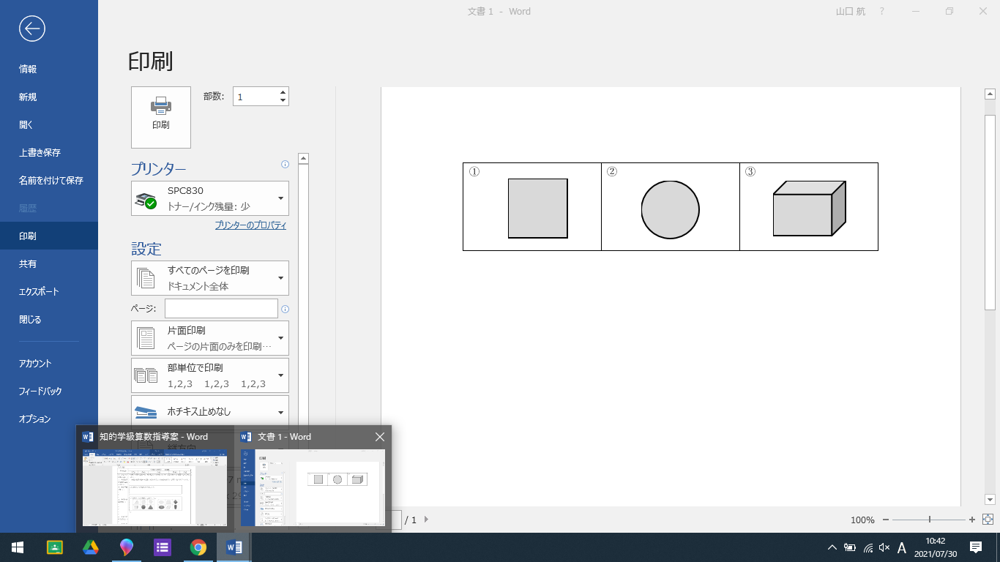 文書 1 - Word
山口 航
?
情報
新規
開く
上書き保存
名前を付けて保存
履歴
印刷
共有
エクスポート
閉じる
アカウント
フィードバック
オプション
印刷
印刷
部数: 1
プリンター
SPC830
トナー/インク残量: 少
プリンターのプロパティ
設定
すべてのページを印刷
ドキュメント全体
ページ:
片面印刷
ページの片面のみを印刷…
部単位で印刷
1,2,3 1,2,3 1,2,3
ホチキス止めなし
縦方向
① ② ③
知的学級算数指導案 - Word
文書 1 - Word
/ 1
100%
A
10:42
2021/07/30